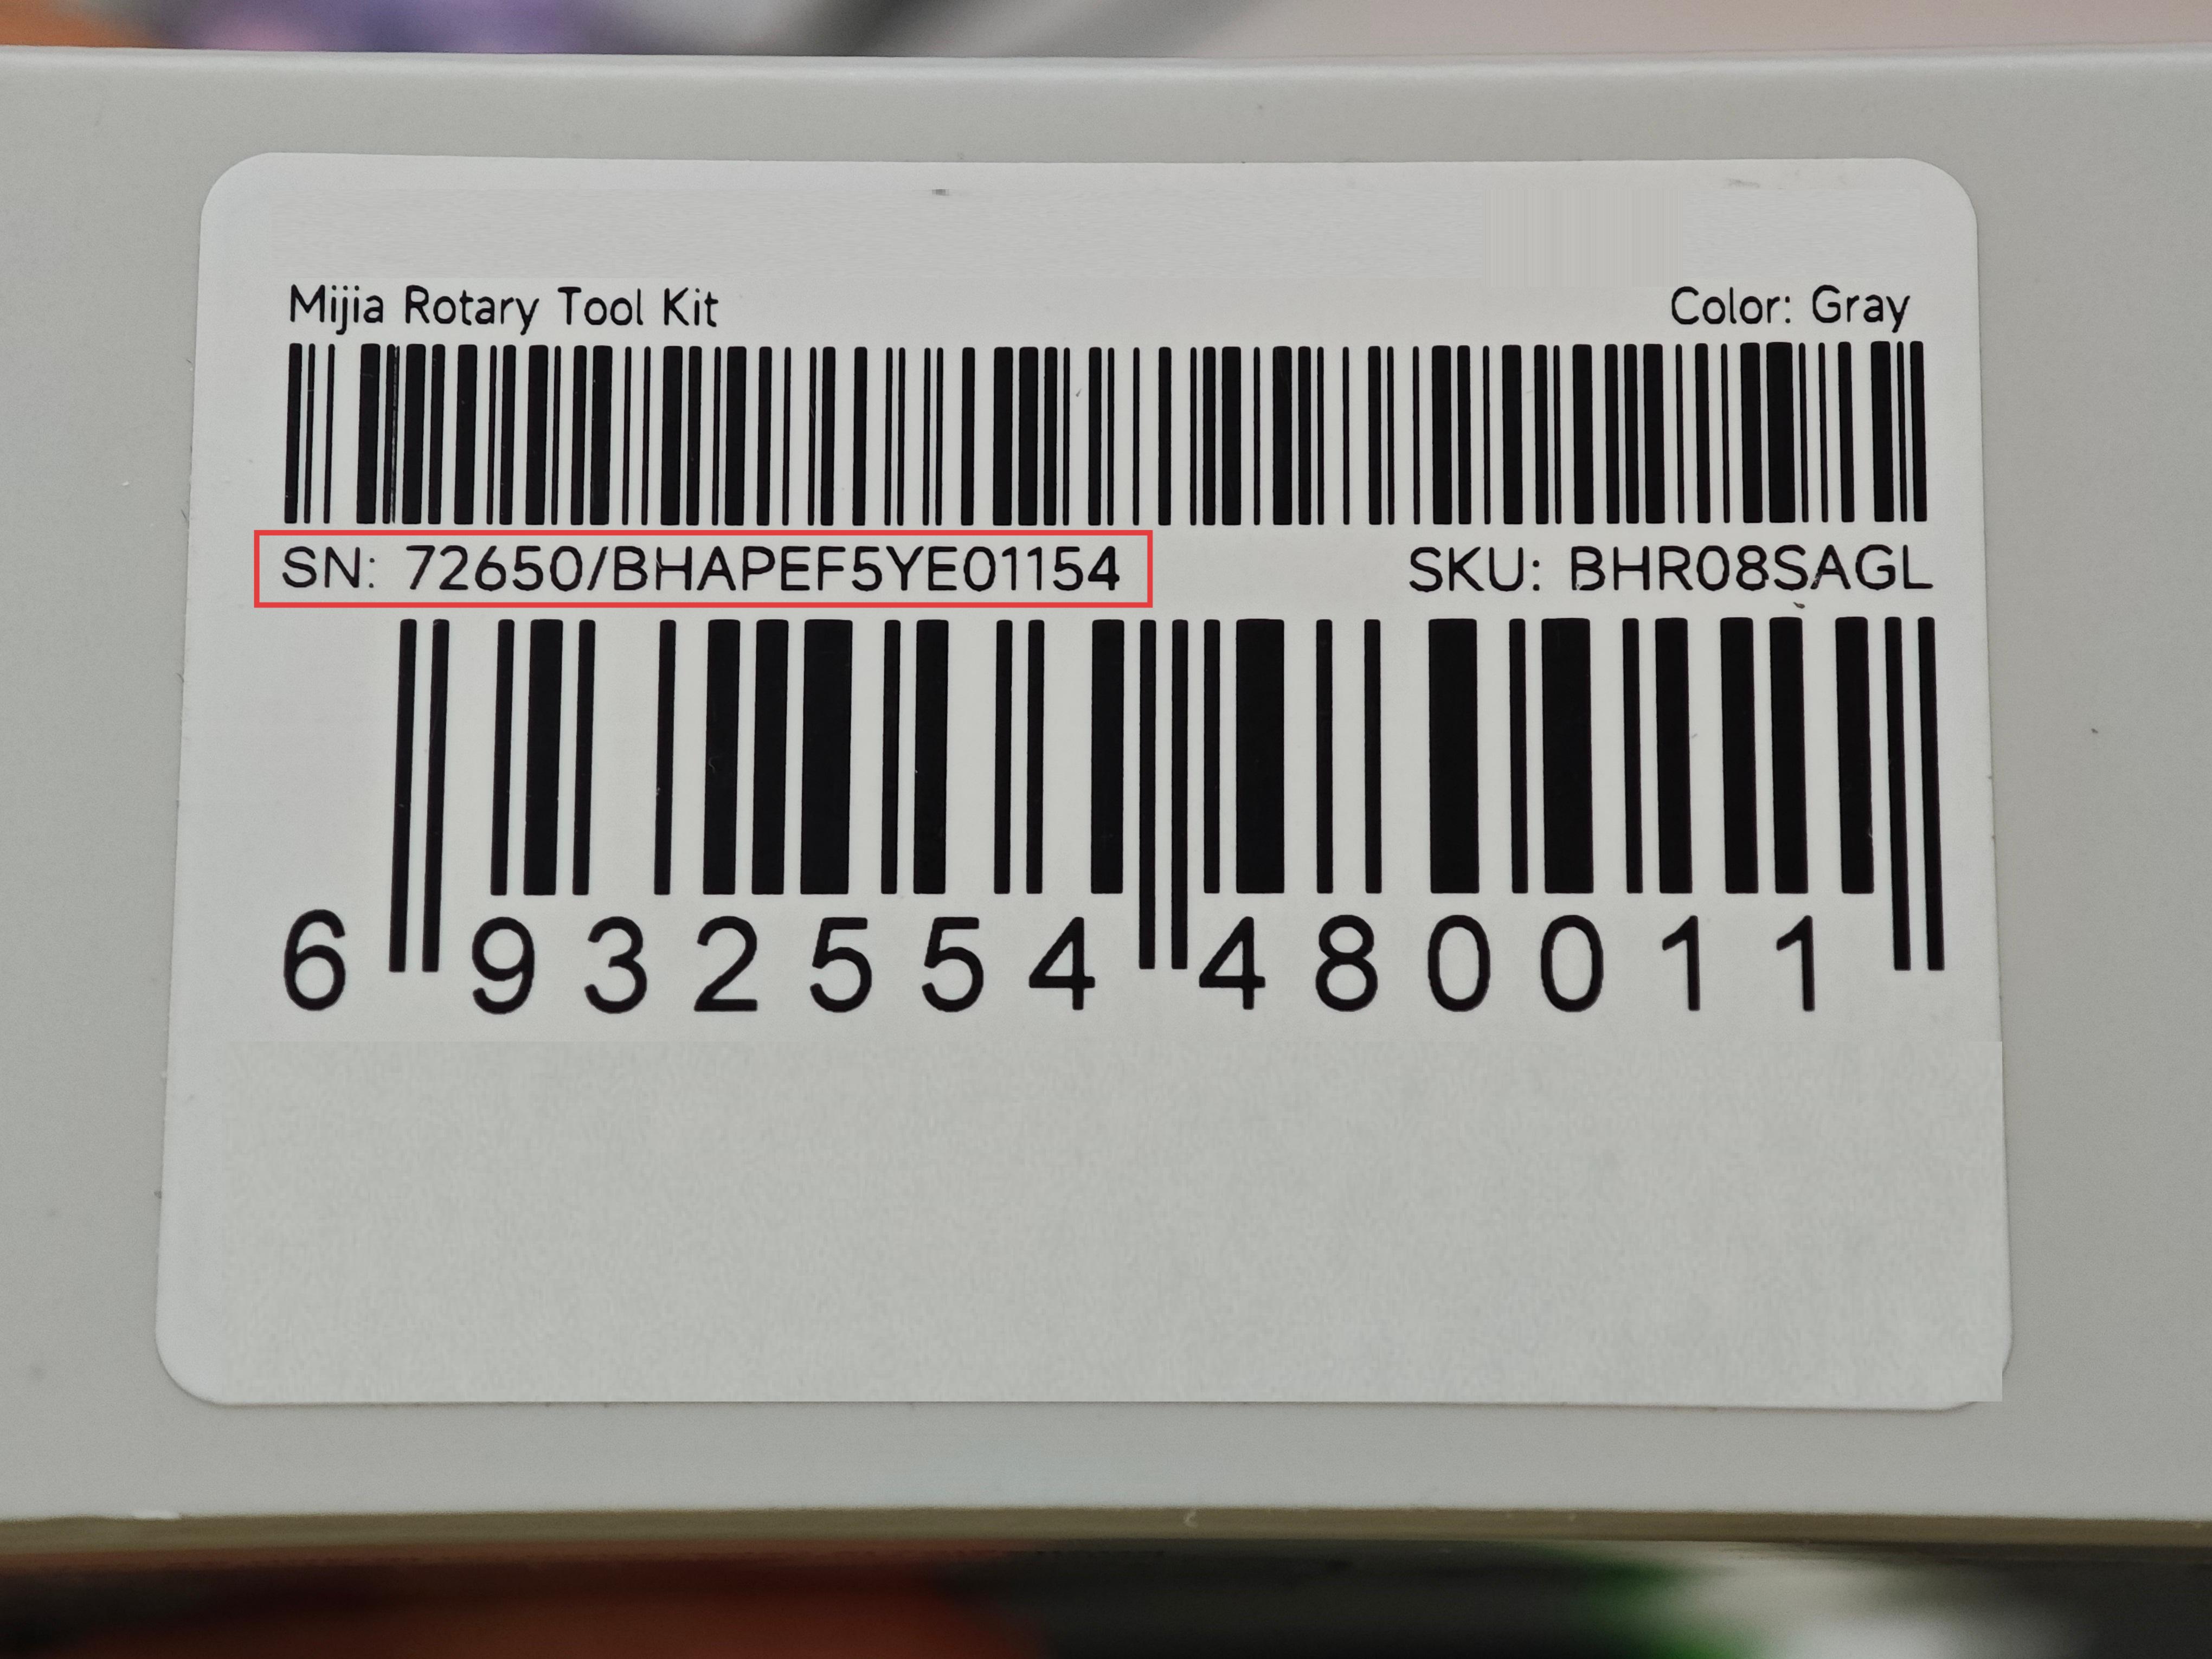 Mijia Rotary Tool Kit
Color: Gray
SN: 72650/BHAPEF5YE01154
SKU: BHR08SAGL
6 932554 480011